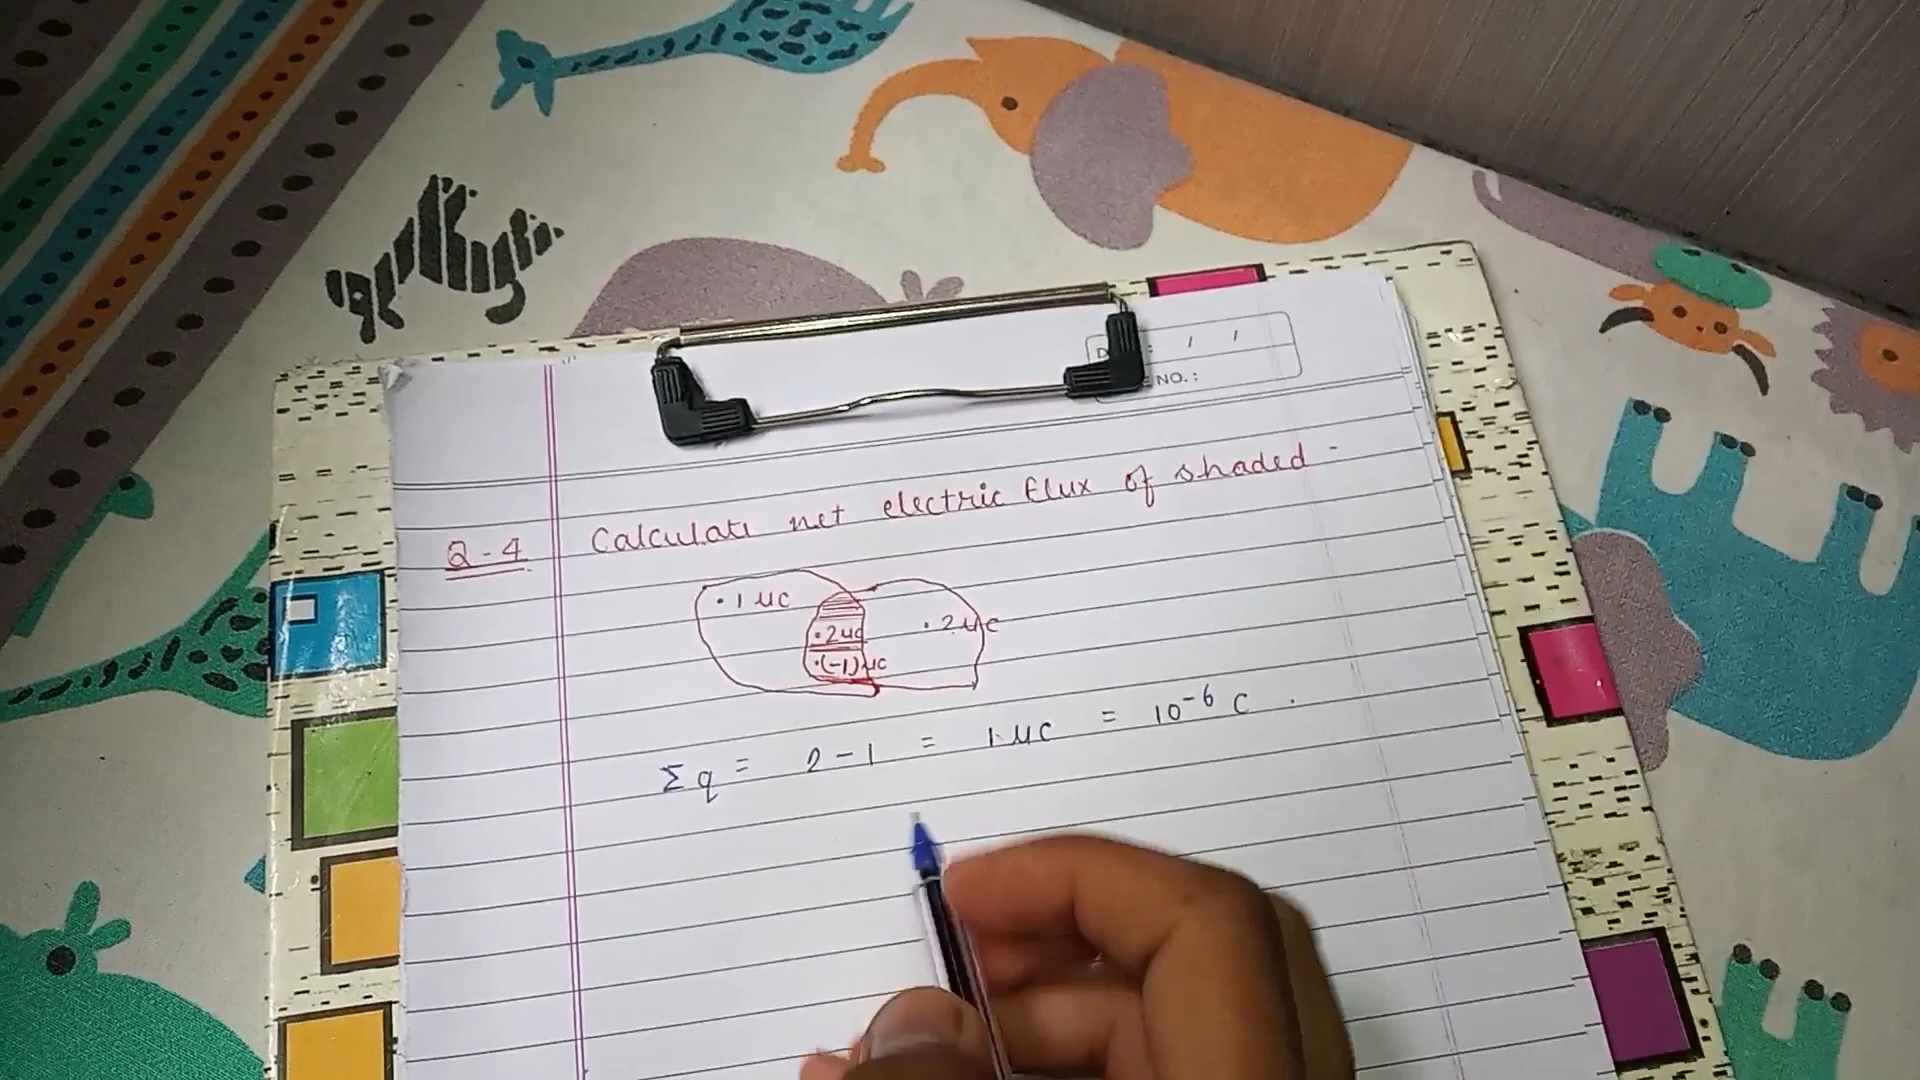 : / /
NO.:
Q-4 Calculate net electric flux of shaded -
.1 μc
.2μc
.2μc
.(-1)μc
Σq = 2-1 = 1μc = 10⁻⁶ C .